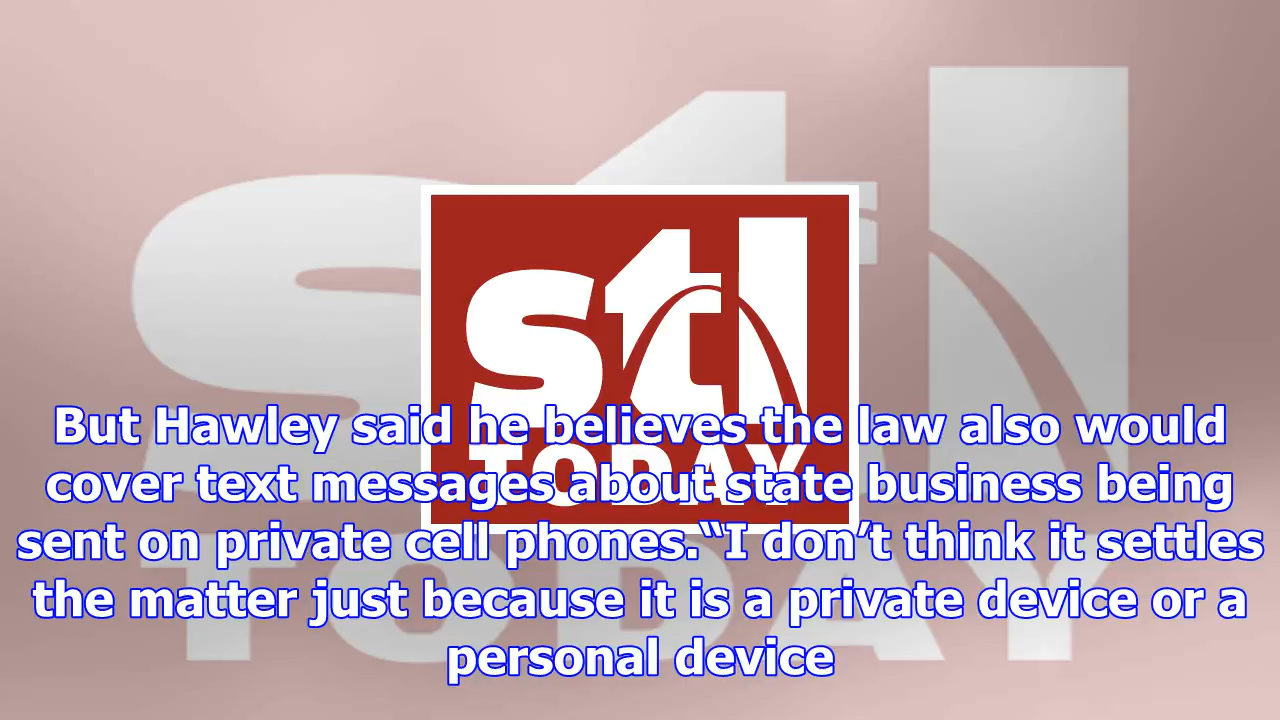 stl
TODAY
But Hawley said he believes the law also would
cover text messages about state business being
sent on private cell phones.“I don’t think it settles
the matter just because it is a private device or a
personal device